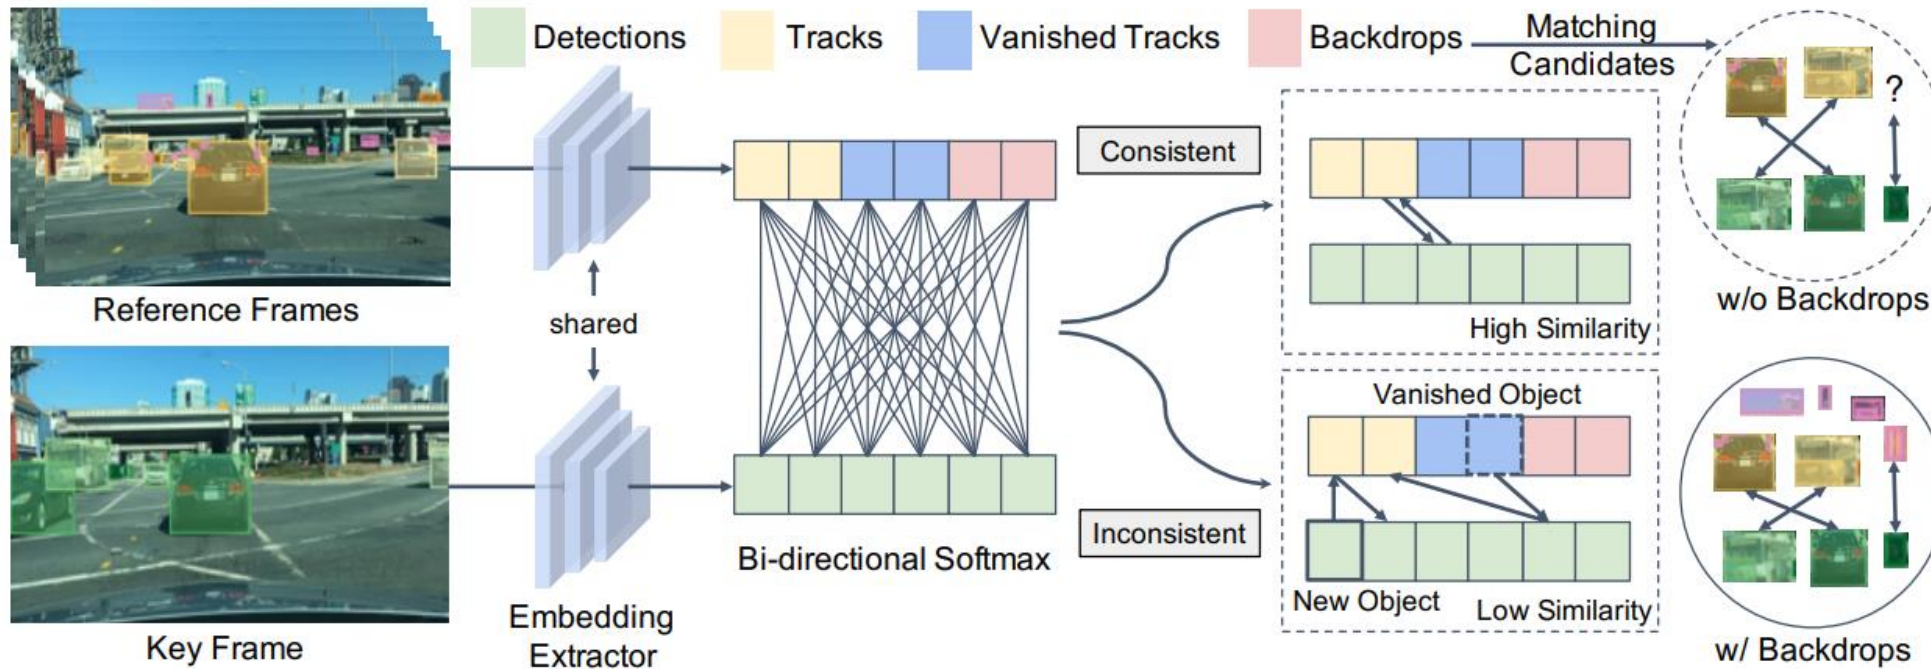 Detections
Tracks
Vanished Tracks
Backdrops
Matching
Candidates
?
Consistent
Reference Frames
shared
High Similarity
w/o Backdrops
Vanished Object
Inconsistent
Bi-directional Softmax
New Object
Low Similarity
Embedding
Extractor
Key Frame
w/ Backdrops